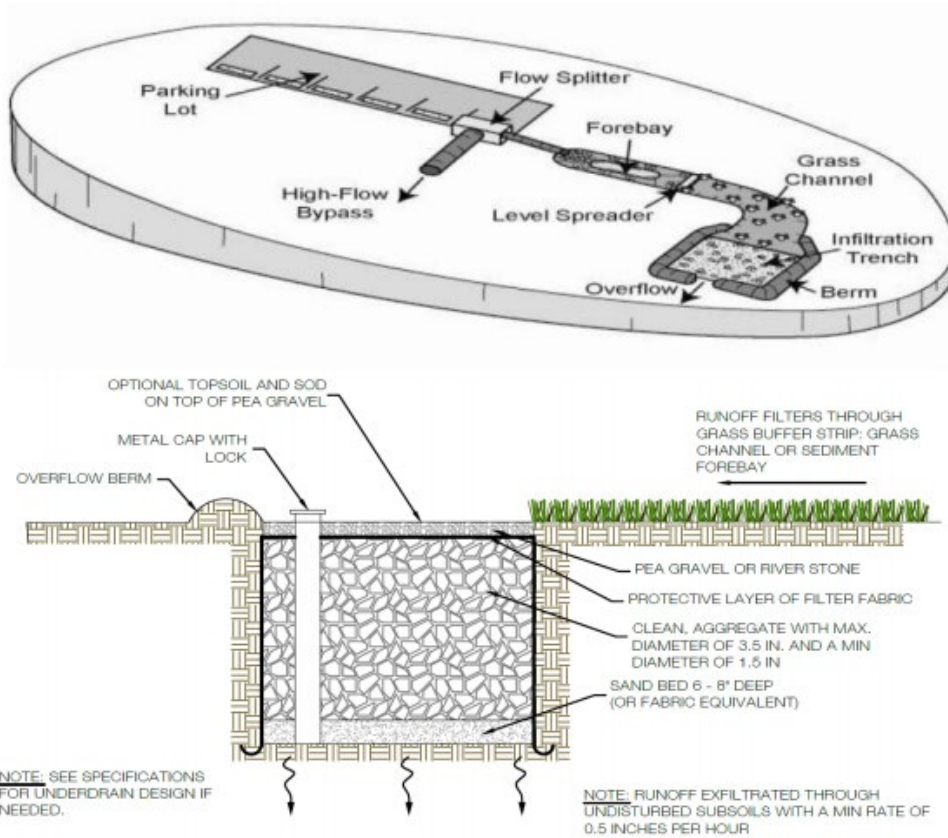 Parking
Lot
Flow Splitter
Forebay
Grass
Channel
High-Flow
Bypass
Level Spreader
Infiltration
Trench
Overflow
Berm
OPTIONAL TOPSOIL AND SOD
ON TOP OF PEA GRAVEL
METAL CAP WITH
LOCK
OVERFLOW BERM
RUNOFF FILTERS THROUGH
GRASS BUFFER STRIP: GRASS
CHANNEL OR SEDIMENT
FOREBAY
PEA GRAVEL OR RIVER STONE
PROTECTIVE LAYER OF FILTER FABRIC
CLEAN, AGGREGATE WITH MAX.
DIAMETER OF 3.5 IN. AND A MIN
DIAMETER OF 1.5 IN
SAND BED 6 - 8" DEEP
(OR FABRIC EQUIVALENT)
NOTE: SEE SPECIFICATIONS
FOR UNDERDRAIN DESIGN IF
NEEDED.
NOTE: RUNOFF EXFILTRATED THROUGH
UNDISTURBED SUBSOILS WITH A MIN RATE OF
0.5 INCHES PER HOUR